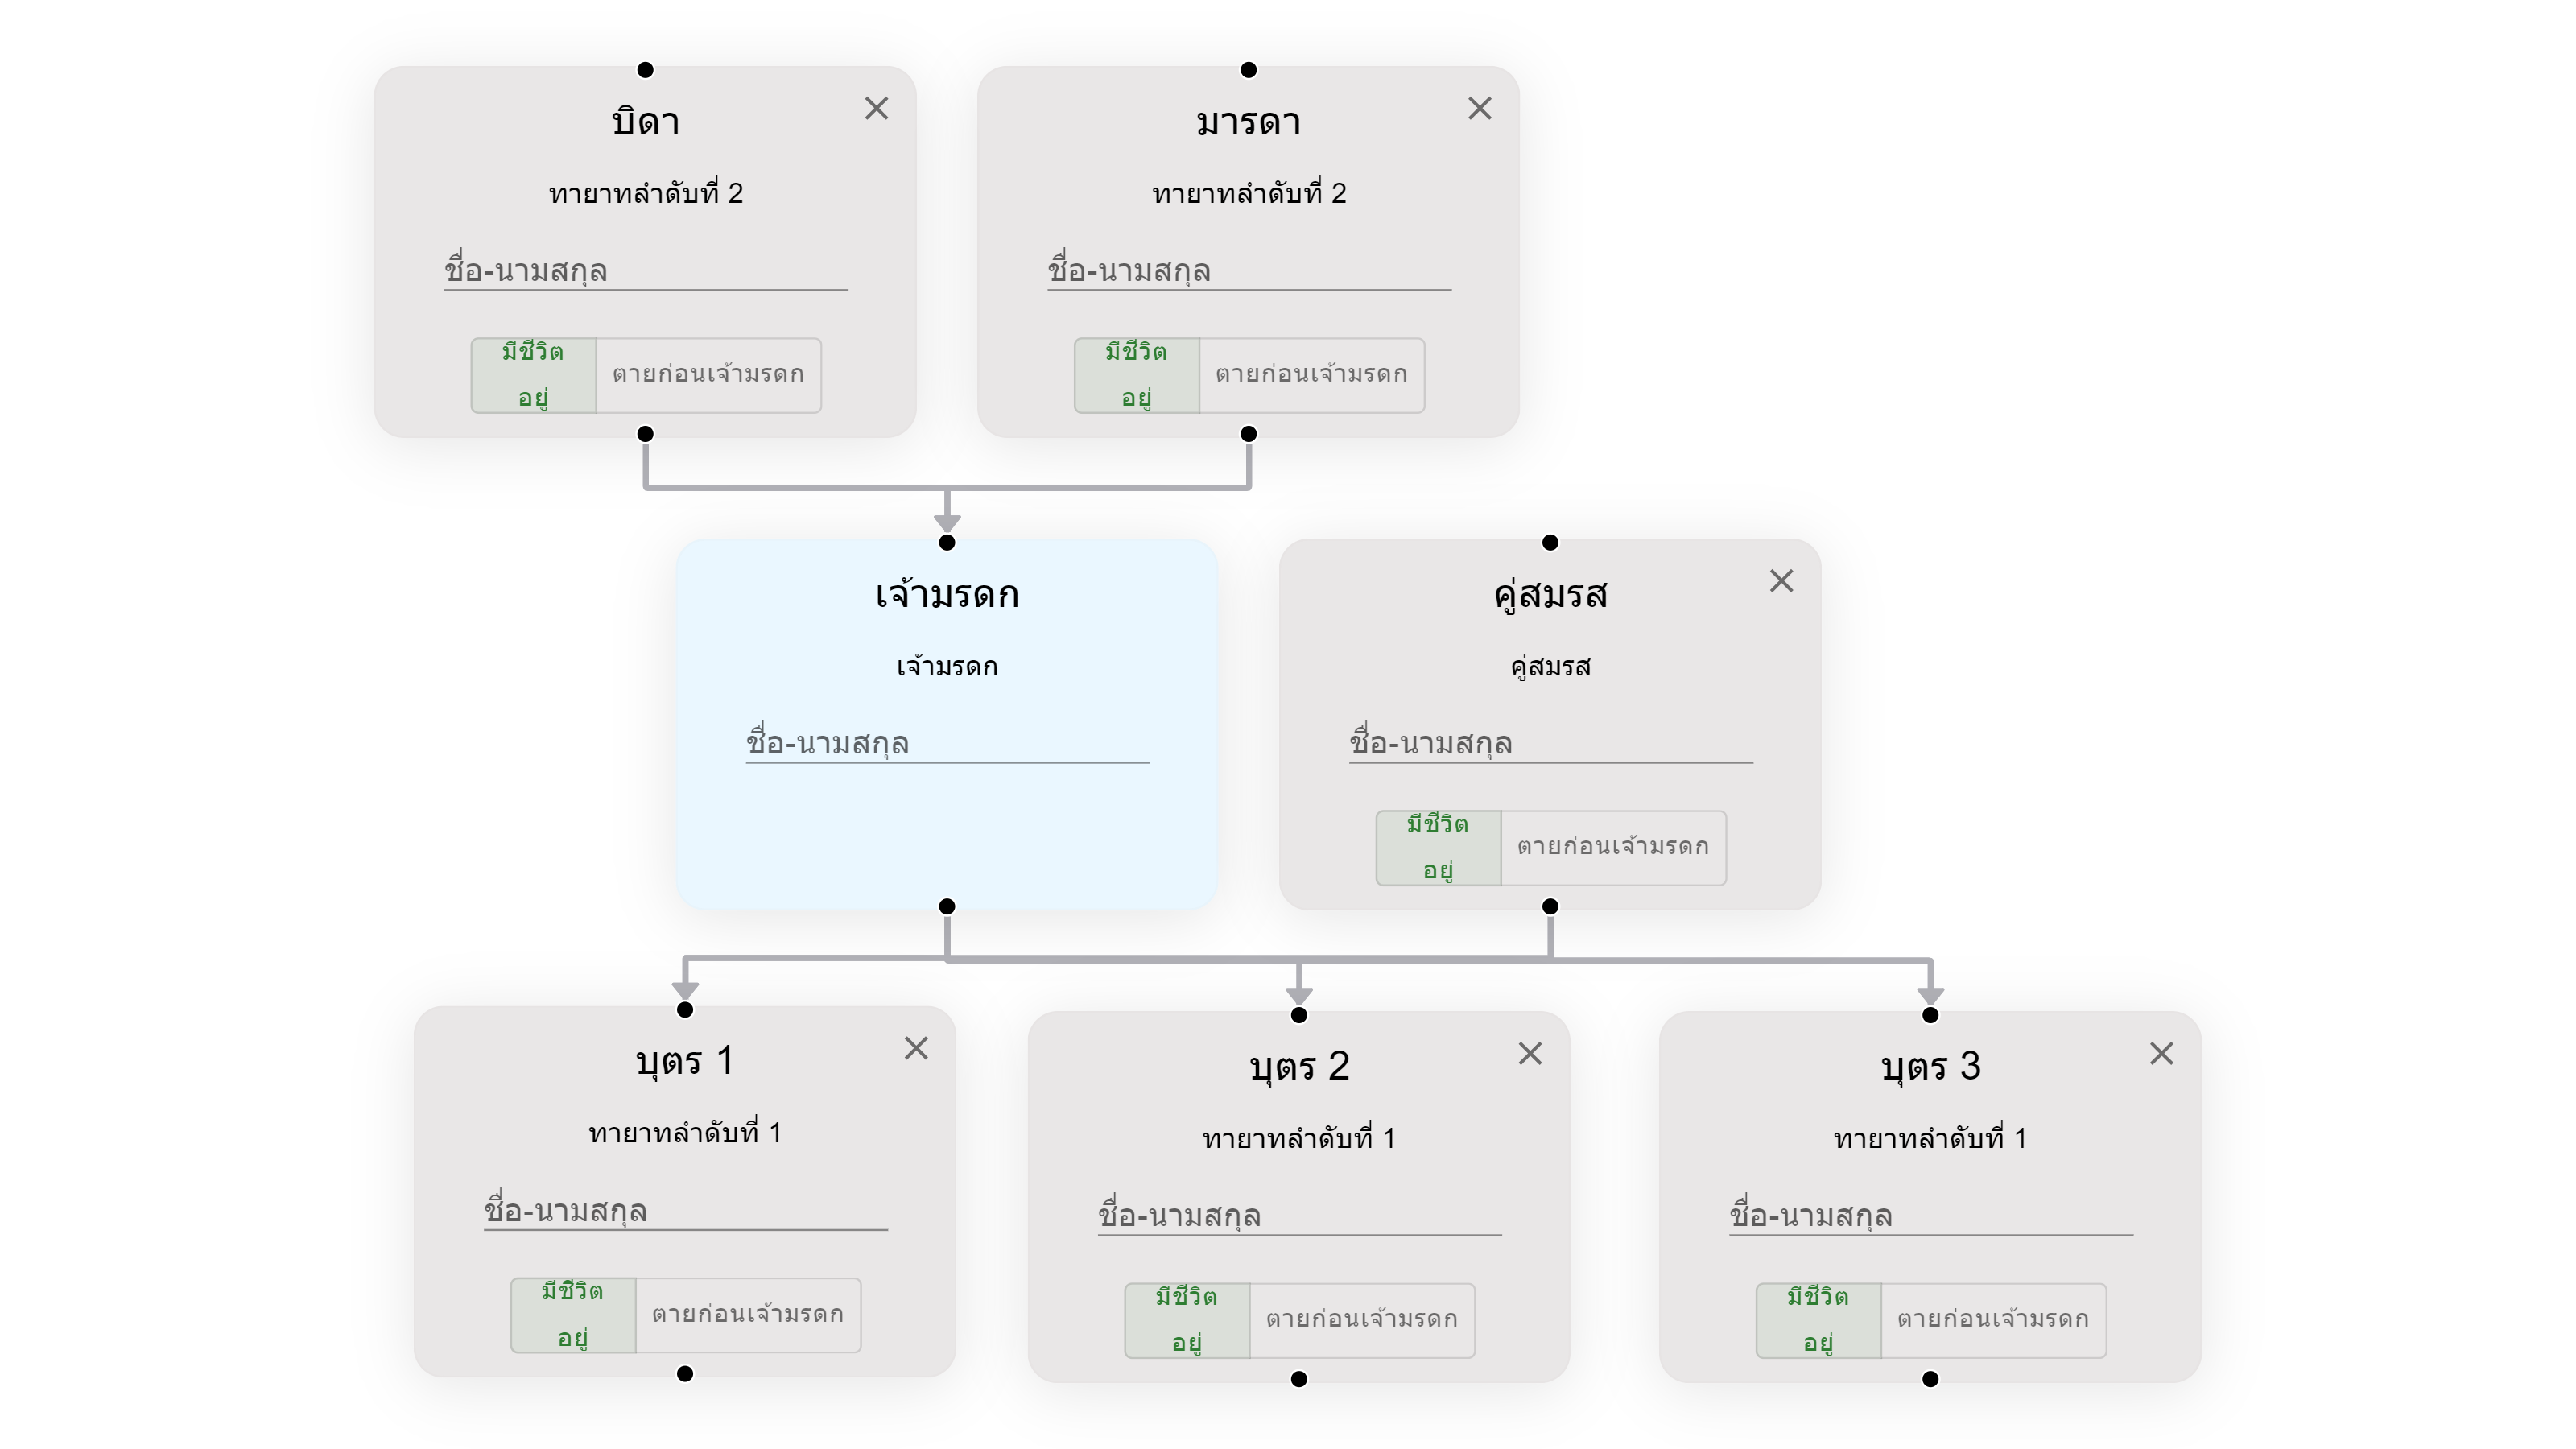 บิดา
ทายาทลำดับที่ 2
ชื่อ-นามสกุล
มีชีวิต
อยู่
ตายก่อนเจ้ามรดก
มารดา
ทายาทลำดับที่ 2
ชื่อ-นามสกุล
มีชีวิต
อยู่
ตายก่อนเจ้ามรดก
เจ้ามรดก
เจ้ามรดก
ชื่อ-นามสกุล
คู่สมรส
คู่สมรส
ชื่อ-นามสกุล
มีชีวิต
อยู่
ตายก่อนเจ้ามรดก
บุตร 1
ทายาทลำดับที่ 1
ชื่อ-นามสกุล
มีชีวิต
อยู่
ตายก่อนเจ้ามรดก
บุตร 2
ทายาทลำดับที่ 1
ชื่อ-นามสกุล
มีชีวิต
อยู่
ตายก่อนเจ้ามรดก
บุตร 3
ทายาทลำดับที่ 1
ชื่อ-นามสกุล
มีชีวิต
อยู่
ตายก่อนเจ้ามรดก